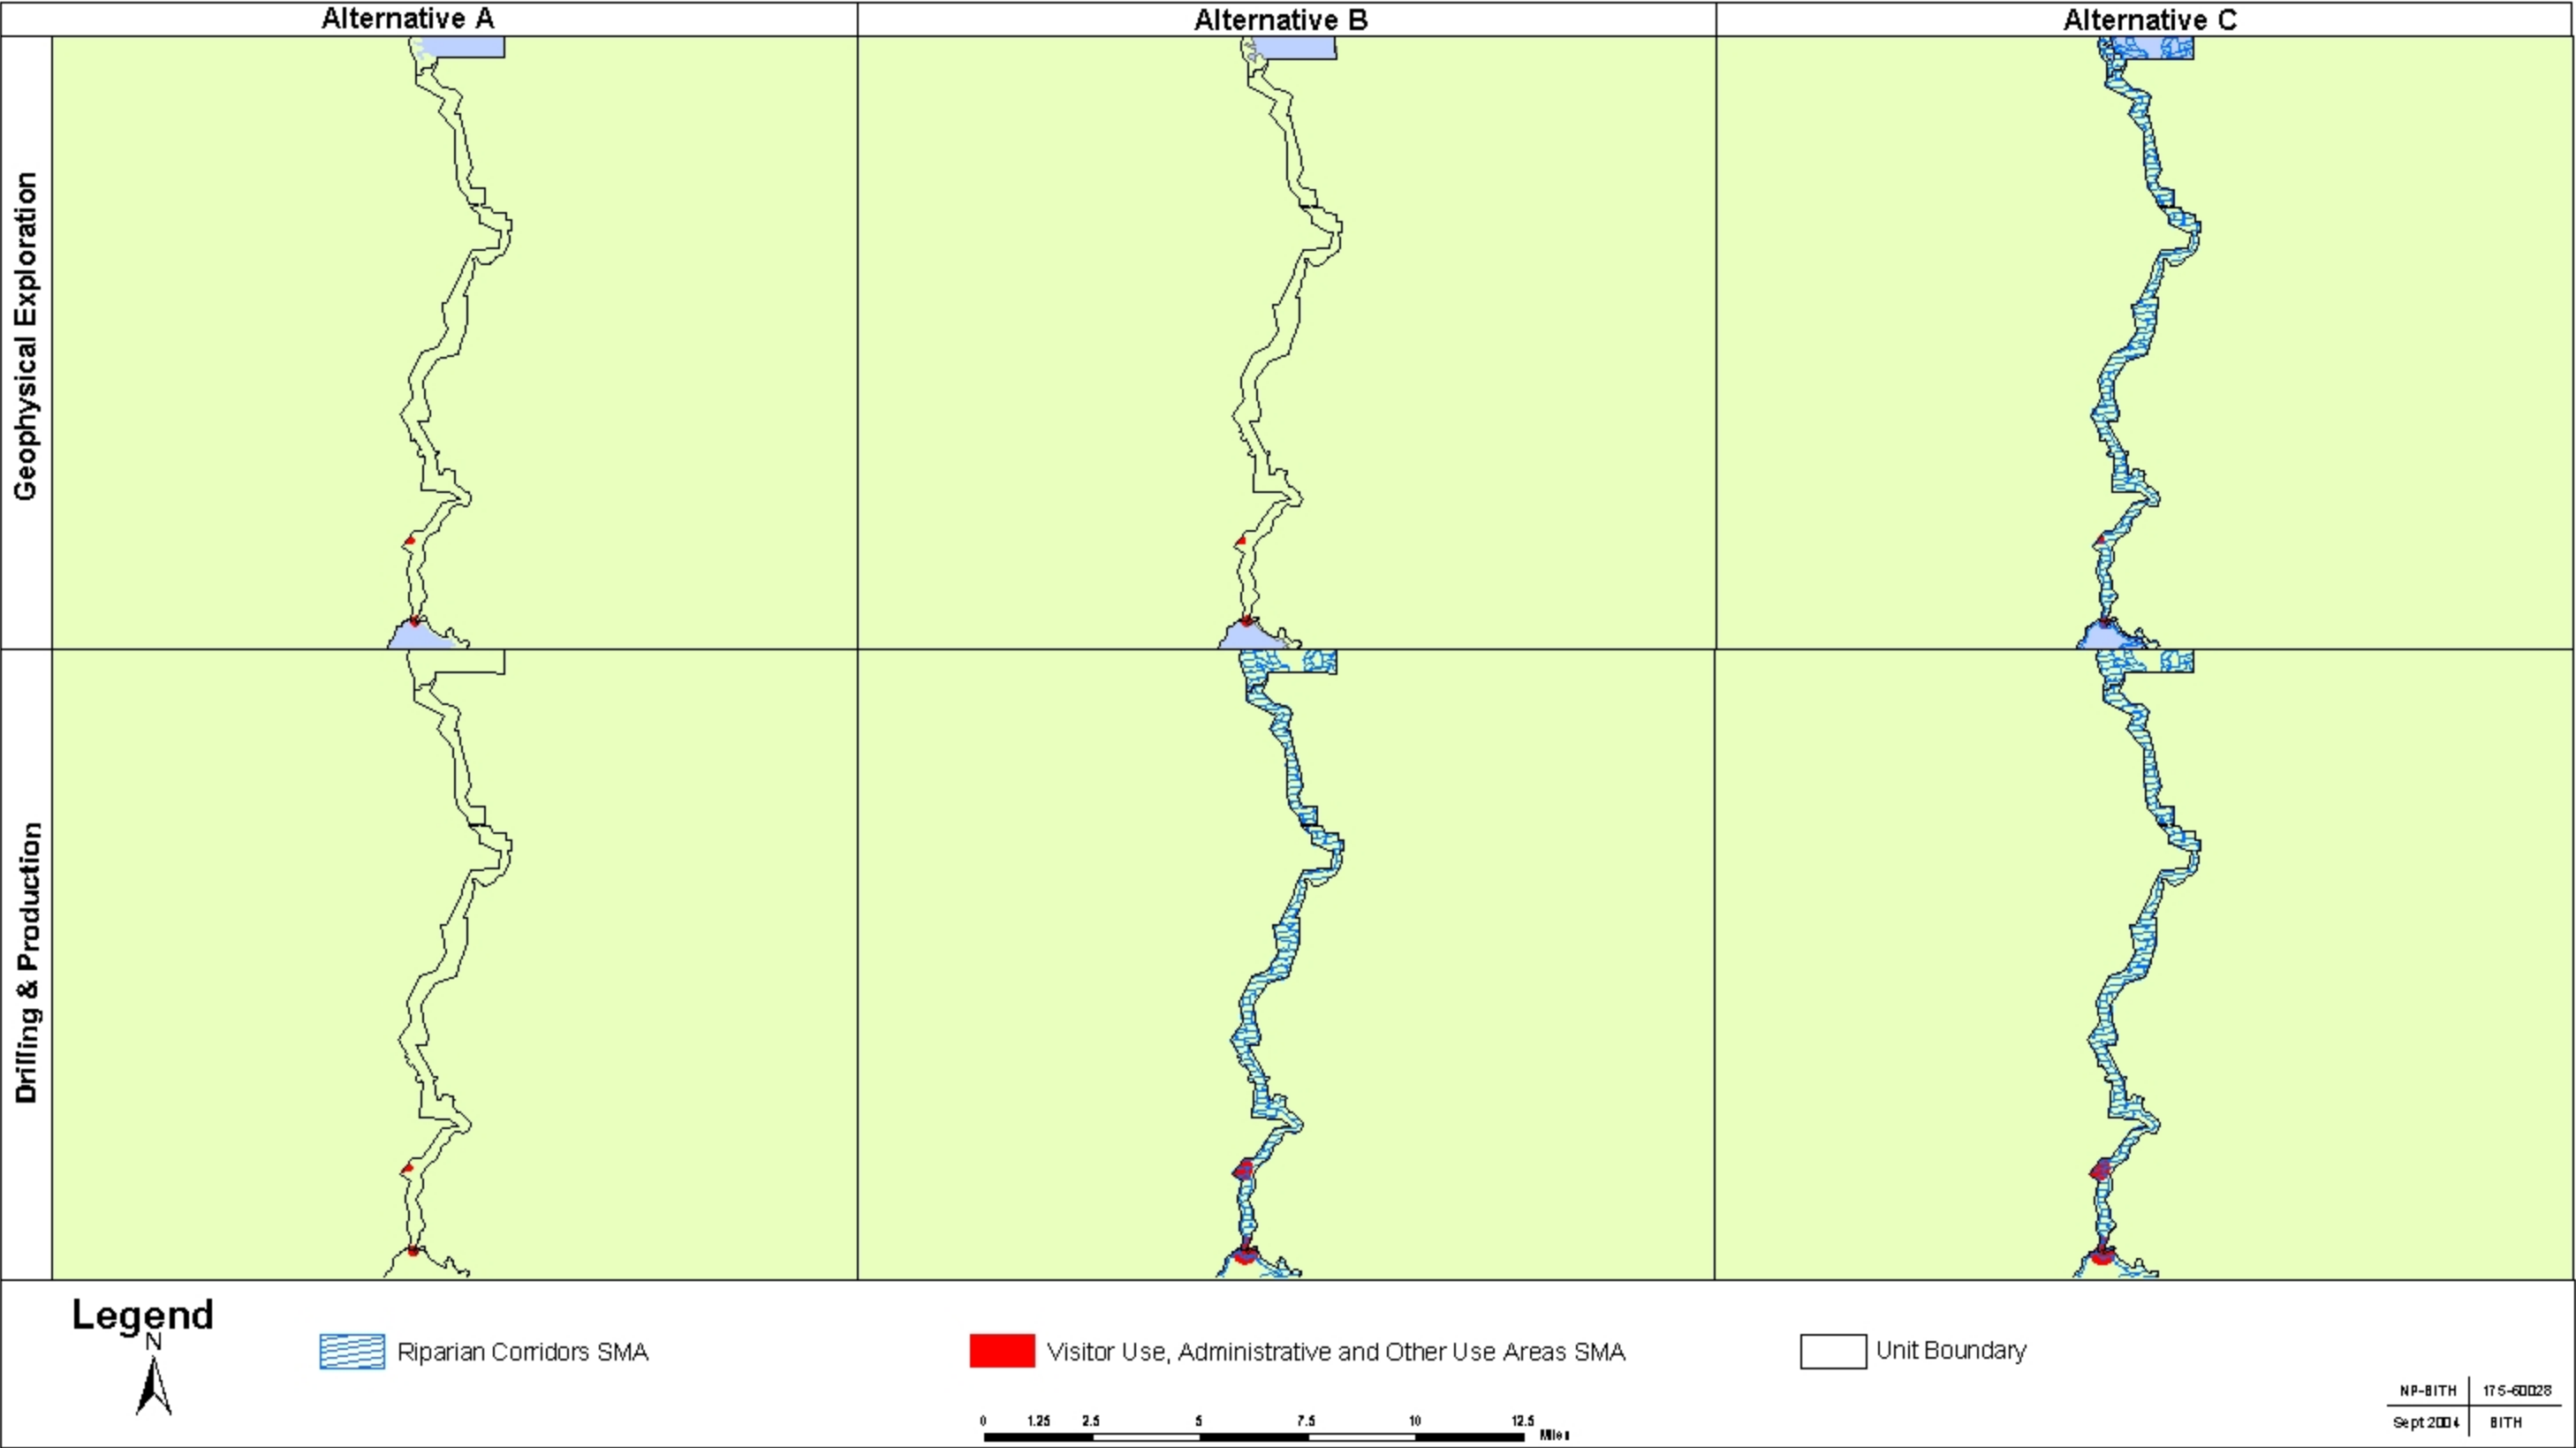 Alternative A Alternative B Alternative C
Geophysical Exploration
Drilling & Production
Legend
N
Riparian Corridors SMA Visitor Use, Administrative and Other Use Areas SMA Unit Boundary
0 1.25 2.5 5 7.5 10 12.5
Miles
NP-BITH 175-60028
Sept 2004 BITH